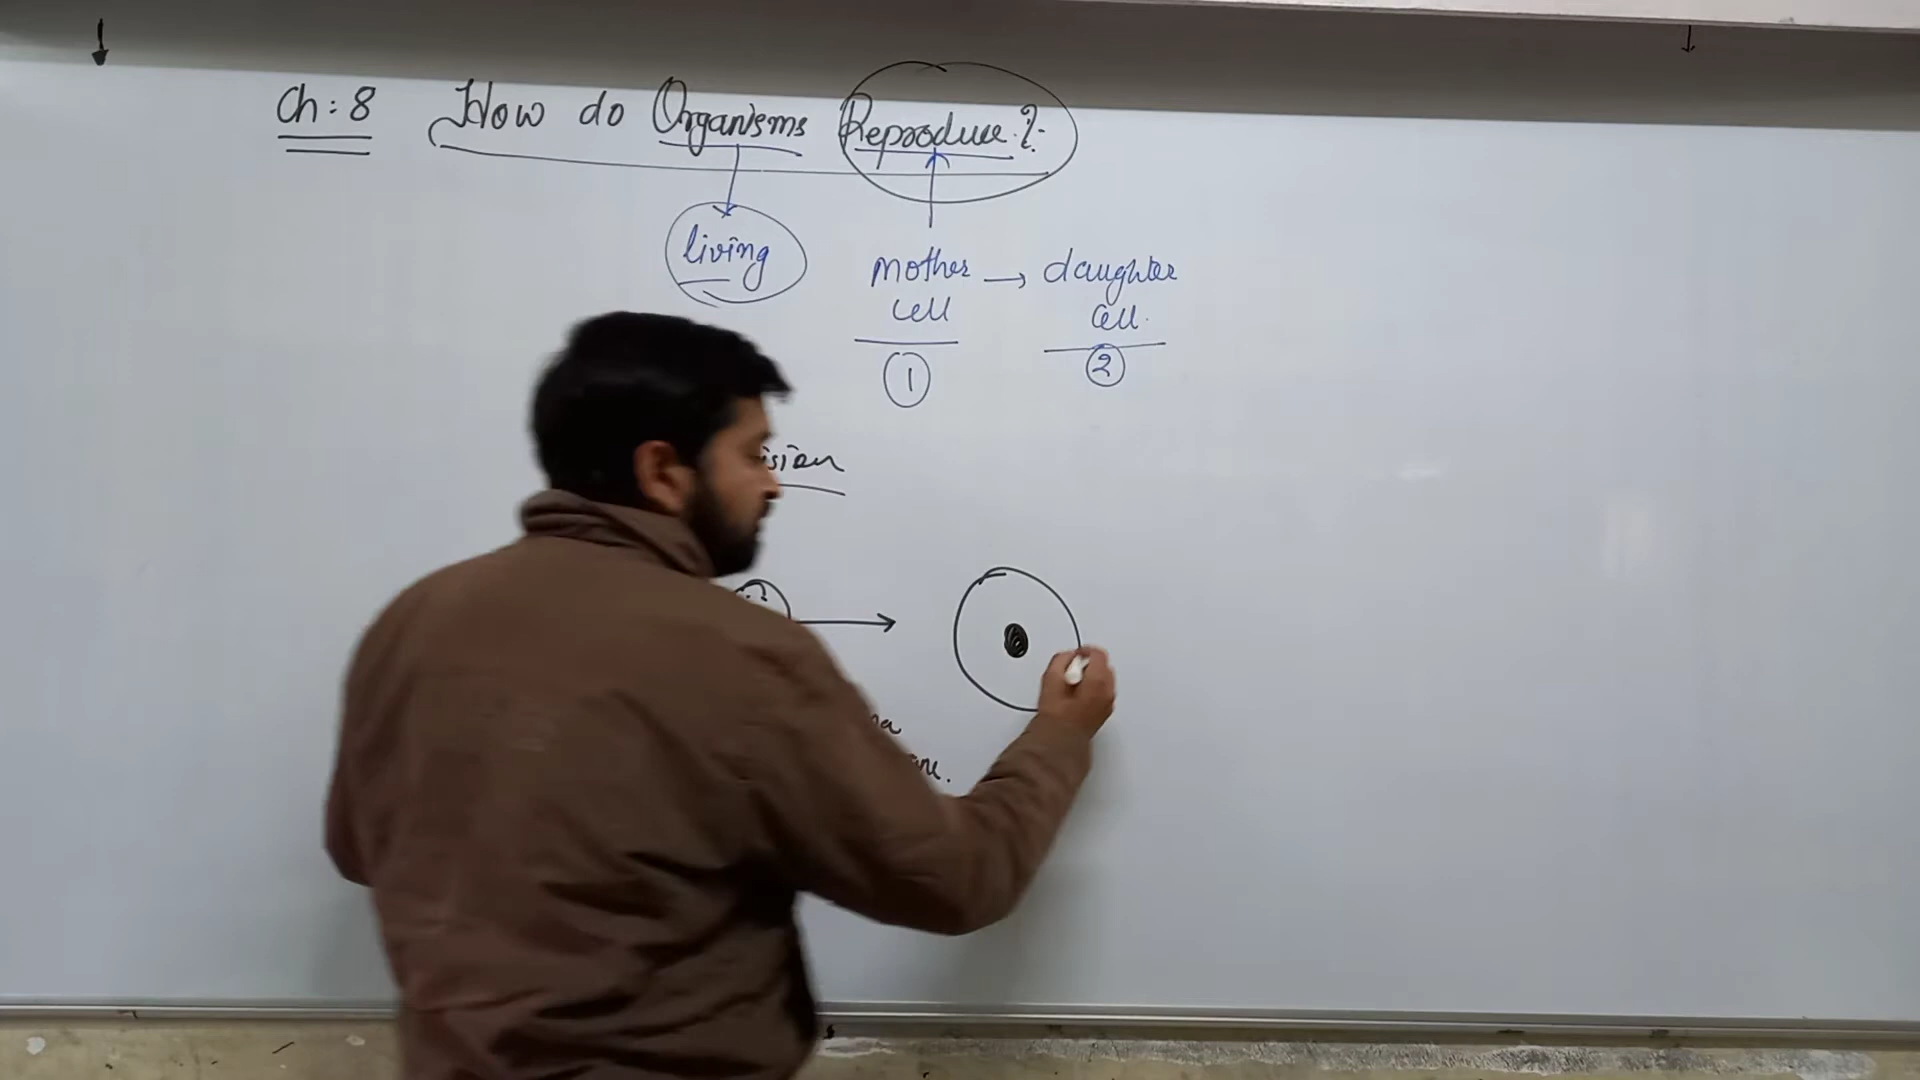 Ch: 8 How do Organisms Reproduce?
living
mother → daughter
cell cell.
1 2